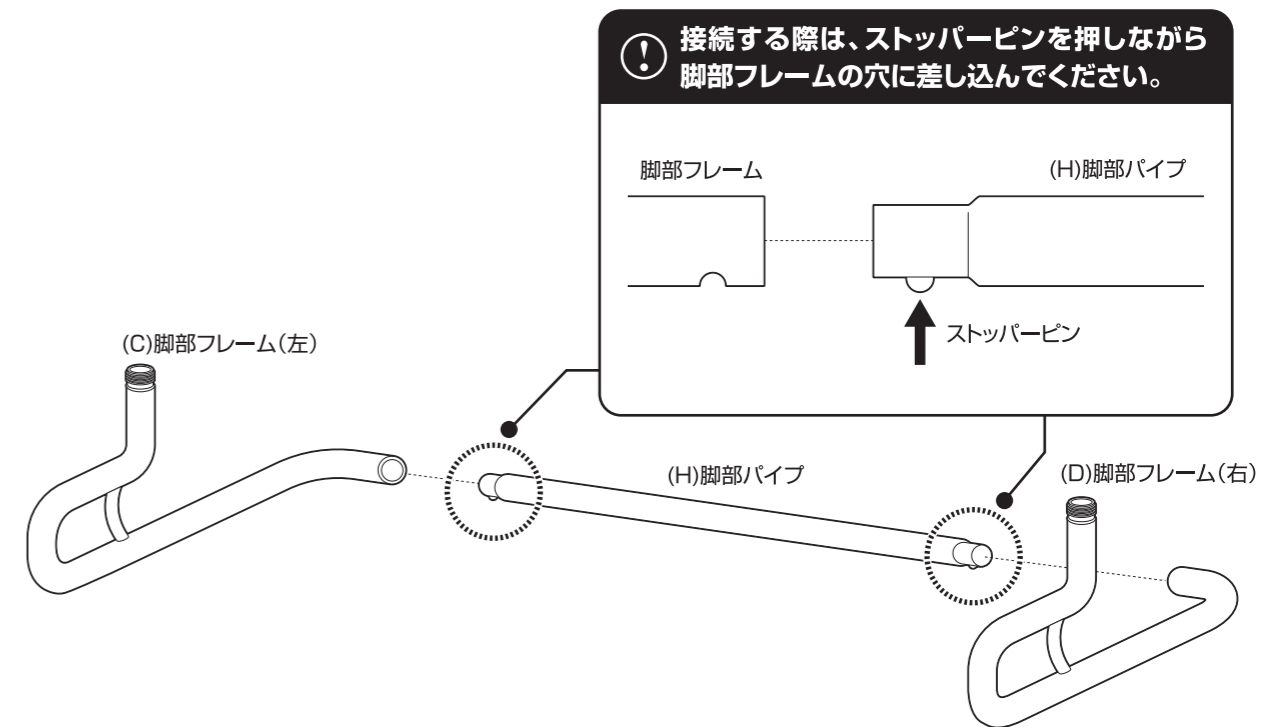 接続する際は、ストッパーピンを押しながら
脚部フレームの穴に差し込んでください。
脚部フレーム
(H)脚部パイプ
ストッパーピン
(C)脚部フレーム(左)
(H)脚部パイプ
(D)脚部フレーム(右)